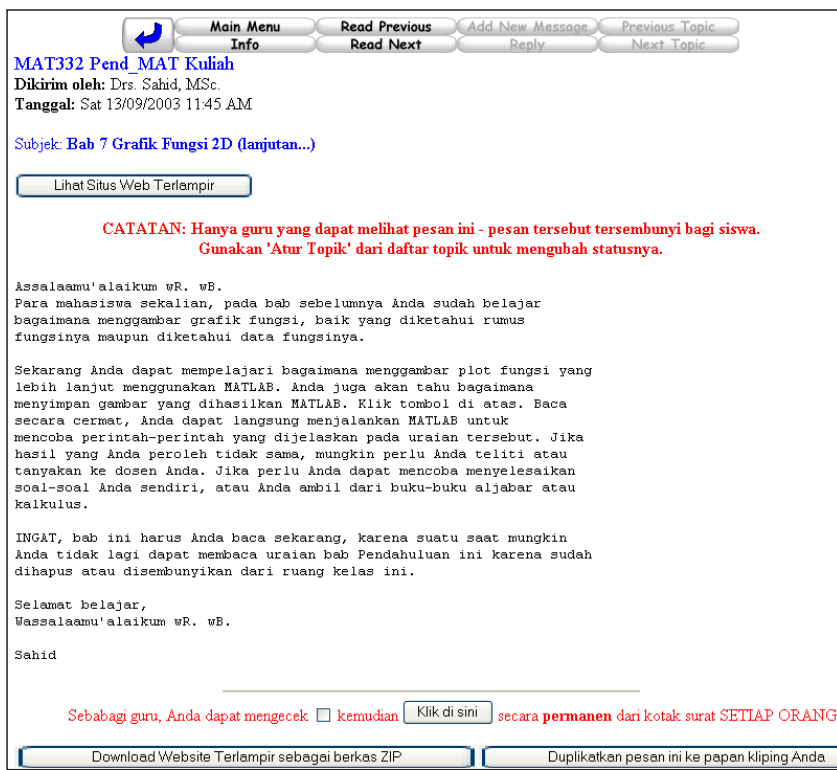 Main Menu Read Previous Add New Message Previous Topic
Info Read Next Reply Next Topic
MAT332 Pend_MAT Kuliah
Dikirim oleh: Drs. Sahid, MSc.
Tanggal: Sat 13/09/2003 11:45 AM
Subjek: Bab 7 Grafik Fungsi 2D (lanjutan...)
Lihat Situs Web Terlampir
CATATAN: Hanya guru yang dapat melihat pesan ini - pesan tersebut tersembunyi bagi siswa.
Gunakan 'Atur Topik' dari daftar topik untuk mengubah statusnya.
Assalaamu'alaikum wR. wB.
Para mahasiswa sekalian, pada bab sebelumnya Anda sudah belajar
bagaimana menggambar grafik fungsi, baik yang diketahui rumus
fungsinya maupun diketahui data fungsinya.
Sekarang Anda dapat mempelajari bagaimana menggambar plot fungsi yang
lebih lanjut menggunakan MATLAB. Anda juga akan tahu bagaimana
menyimpan gambar yang dihasilkan MATLAB. Klik tombol di atas. Baca
secara cermat, Anda dapat langsung menjalankan MATLAB untuk
mencoba perintah-perintah yang dijelaskan pada uraian tersebut. Jika
hasil yang Anda peroleh tidak sama, mungkin perlu Anda teliti atau
tanyakan ke dosen Anda. Jika perlu Anda dapat mencoba menyelesaikan
soal-soal Anda sendiri, atau Anda ambil dari buku-buku aljabar atau
kalkulus.
INGAT, bab ini harus Anda baca sekarang, karena suatu saat mungkin
Anda tidak lagi dapat membaca uraian bab Pendahuluan ini karena sudah
dihapus atau disembunyikan dari ruang kelas ini.
Selamat belajar,
Wassalaamu'alaikum wR. wB.
Sahid
Sebabagi guru, Anda dapat mengecek kemudian Klik di sini secara permanen dari kotak surat SETIAP ORANG
Download Website Terlampir sebagai berkas ZIP Duplikatkan pesan ini ke papan kliping Anda